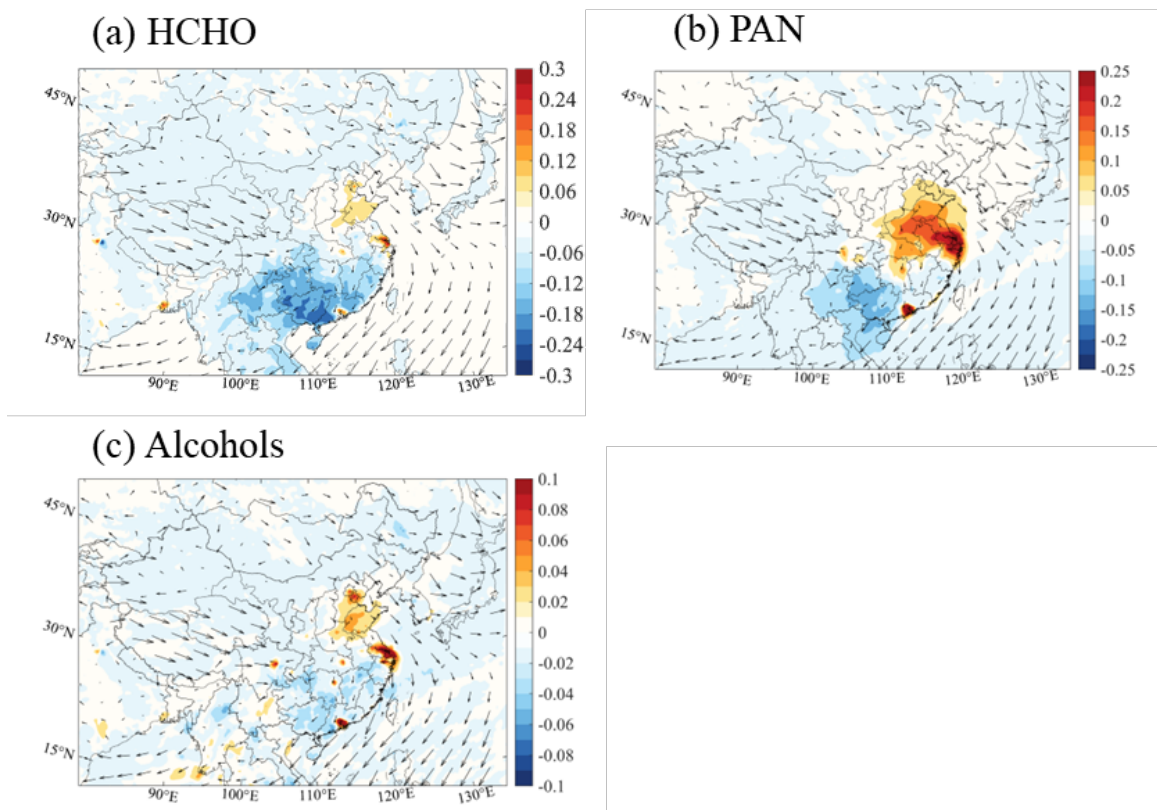 (a) HCHO
45°N
30°N
15°N
90°E 100°E 110°E 120°E 130°E
0.3
0.24
0.18
0.12
0.06
0
-0.06
-0.12
-0.18
-0.24
-0.3
(b) PAN
45°N
30°N
15°N
90°E 100°E 110°E 120°E 130°E
0.25
0.2
0.15
0.1
0.05
0
-0.05
-0.1
-0.15
-0.2
-0.25
(c) Alcohols
45°N
30°N
15°N
90°E 100°E 110°E 120°E 130°E
0.1
0.08
0.06
0.04
0.02
0
-0.02
-0.04
-0.06
-0.08
-0.1